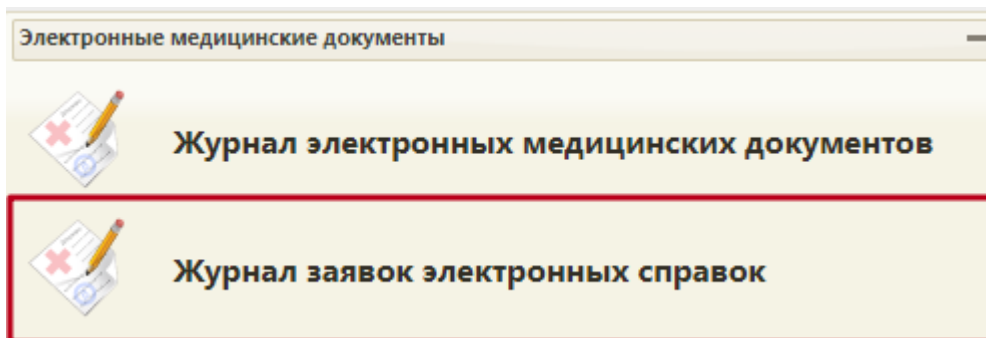 Электронные медицинские документы
Журнал электронных медицинских документов
Журнал заявок электронных справок